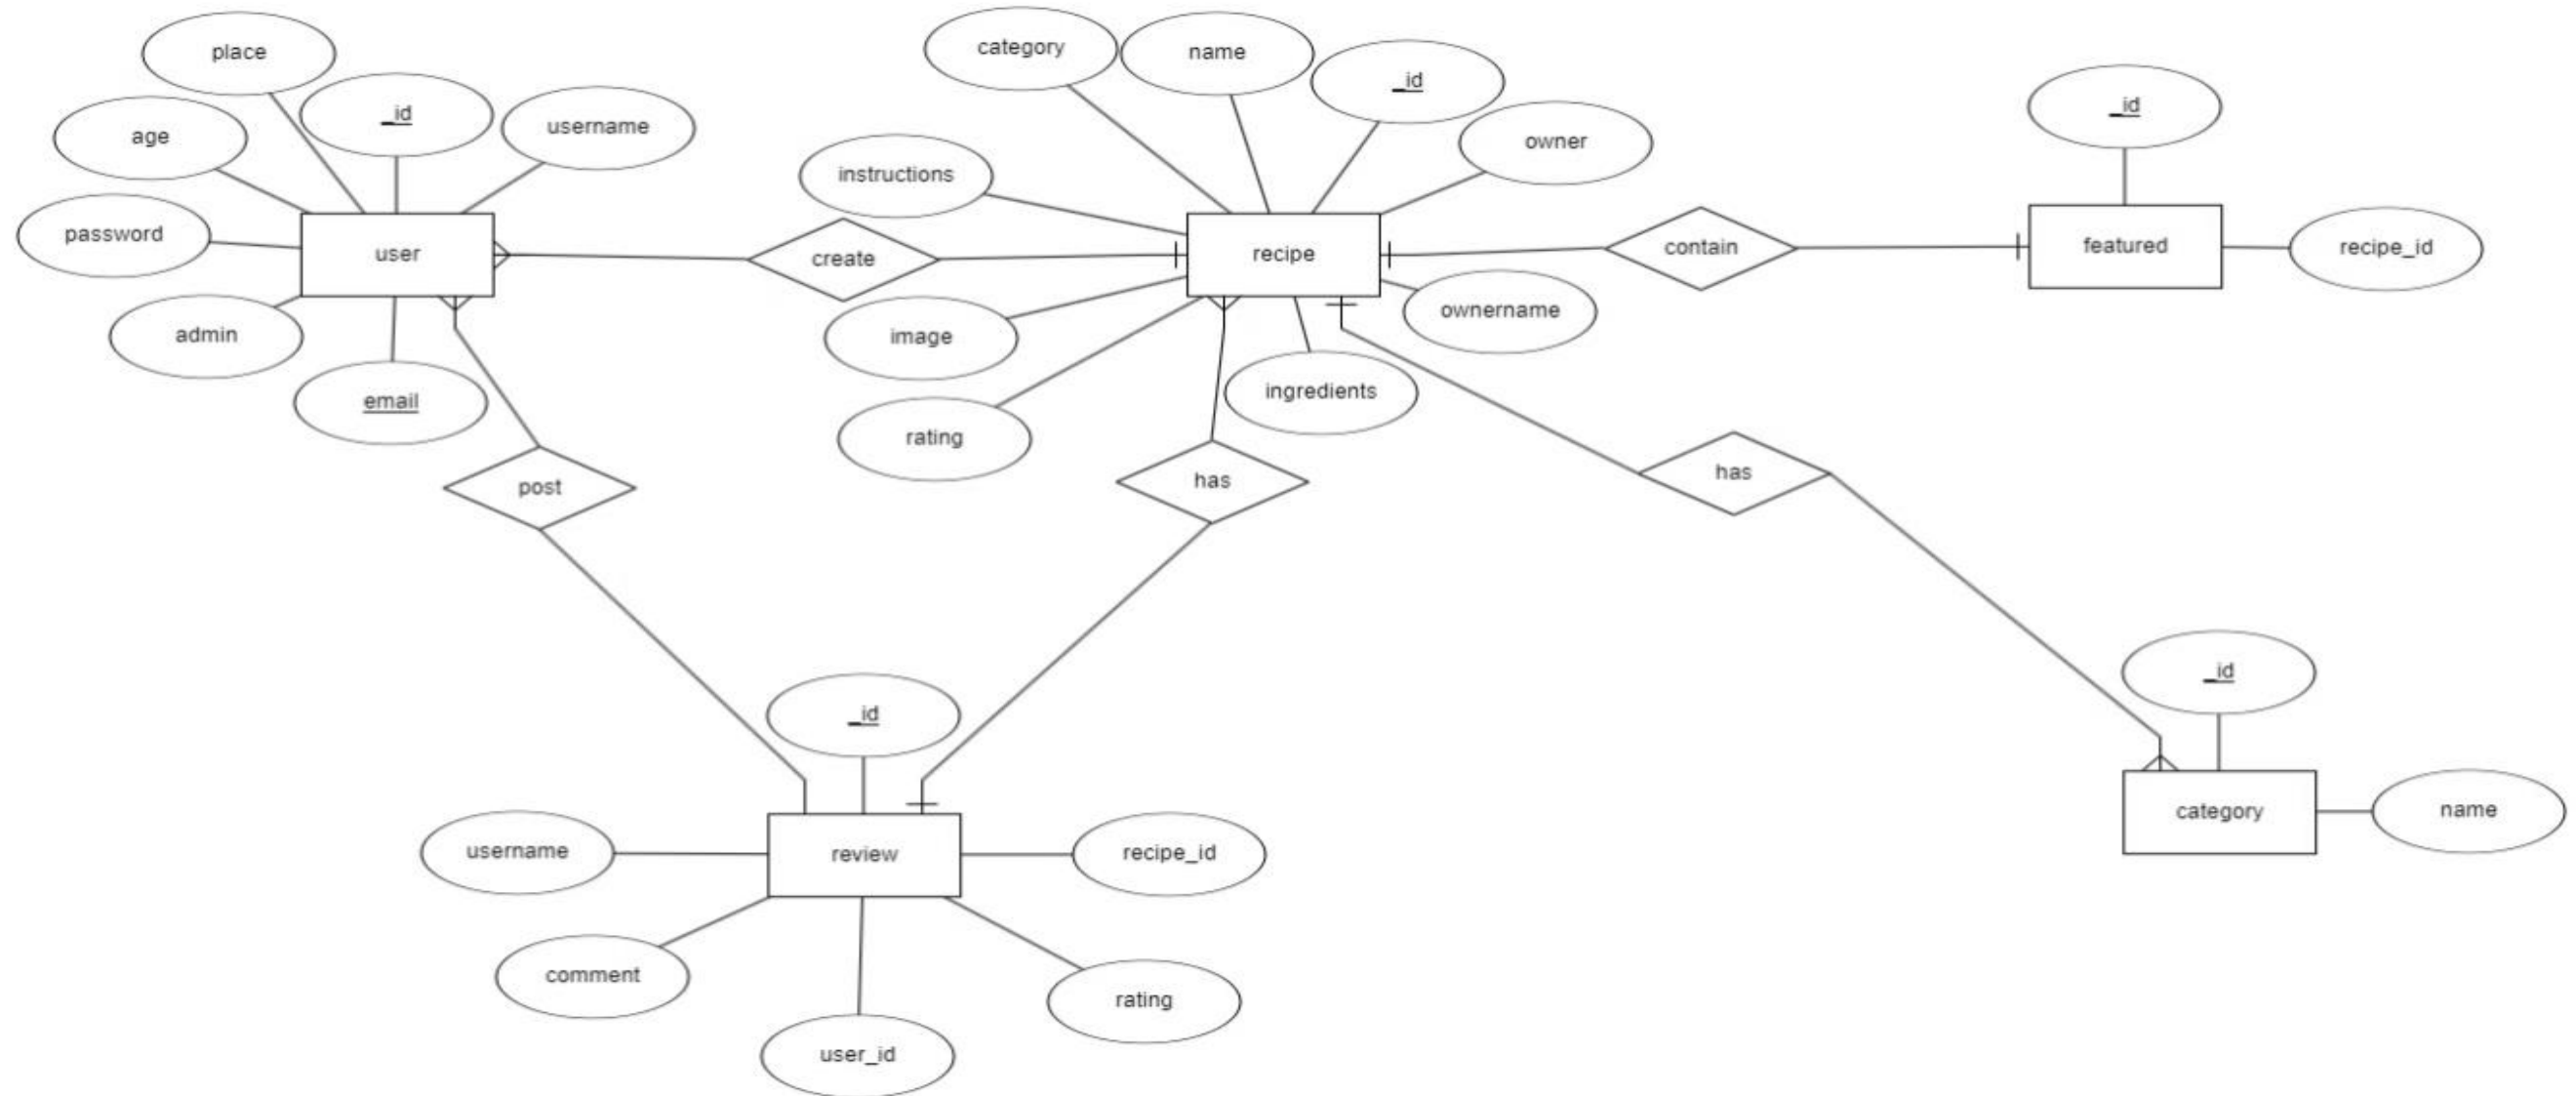 place
_id
age
username
password
user
admin
email
category
name
_id
owner
instructions
create
recipe
contain
image
ownername
rating
ingredients
_id
featured
recipe_id
post
has
has
_id
username
review
recipe_id
comment
rating
user_id
_id
category
name